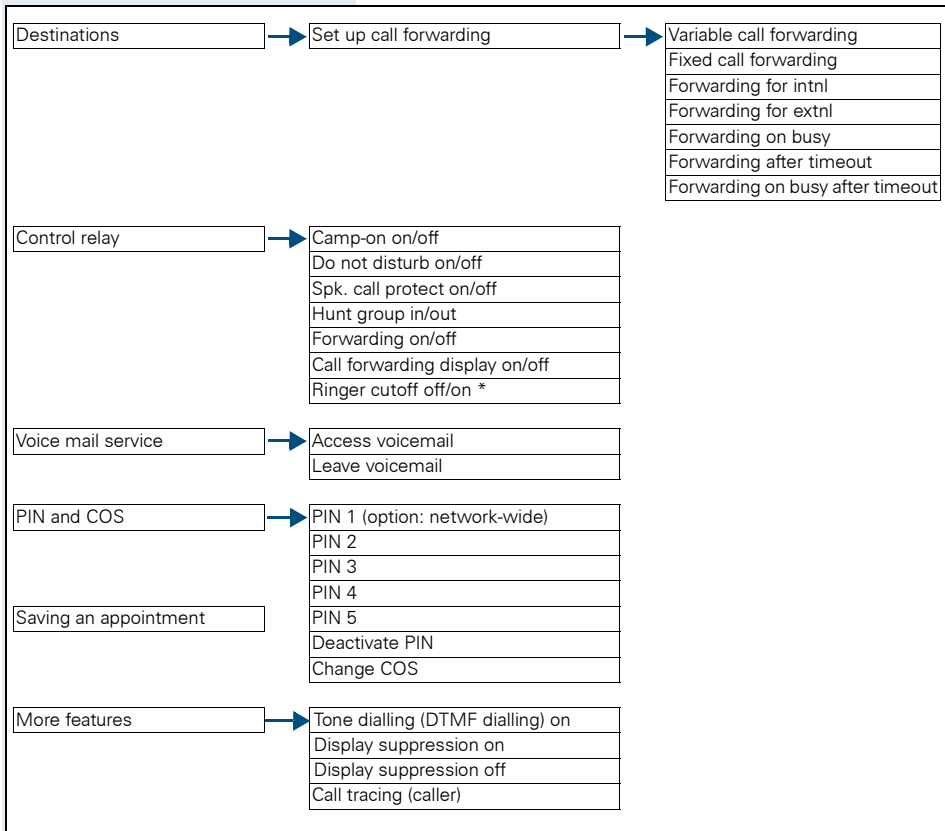 Destinations
Set up call forwarding
Variable call forwarding
Fixed call forwarding
Forwarding for intnl
Forwarding for extnl
Forwarding on busy
Forwarding after timeout
Forwarding on busy after timeout
Control relay
Camp-on on/off
Do not disturb on/off
Spk. call protect on/off
Hunt group in/out
Forwarding on/off
Call forwarding display on/off
Ringer cutoff off/on *
Voice mail service
Access voicemail
Leave voicemail
PIN and COS
PIN 1 (option: network-wide)
PIN 2
PIN 3
PIN 4
Saving an appointment
PIN 5
Deactivate PIN
Change COS
More features
Tone dialling (DTMF dialling) on
Display suppression on
Display suppression off
Call tracing (caller)